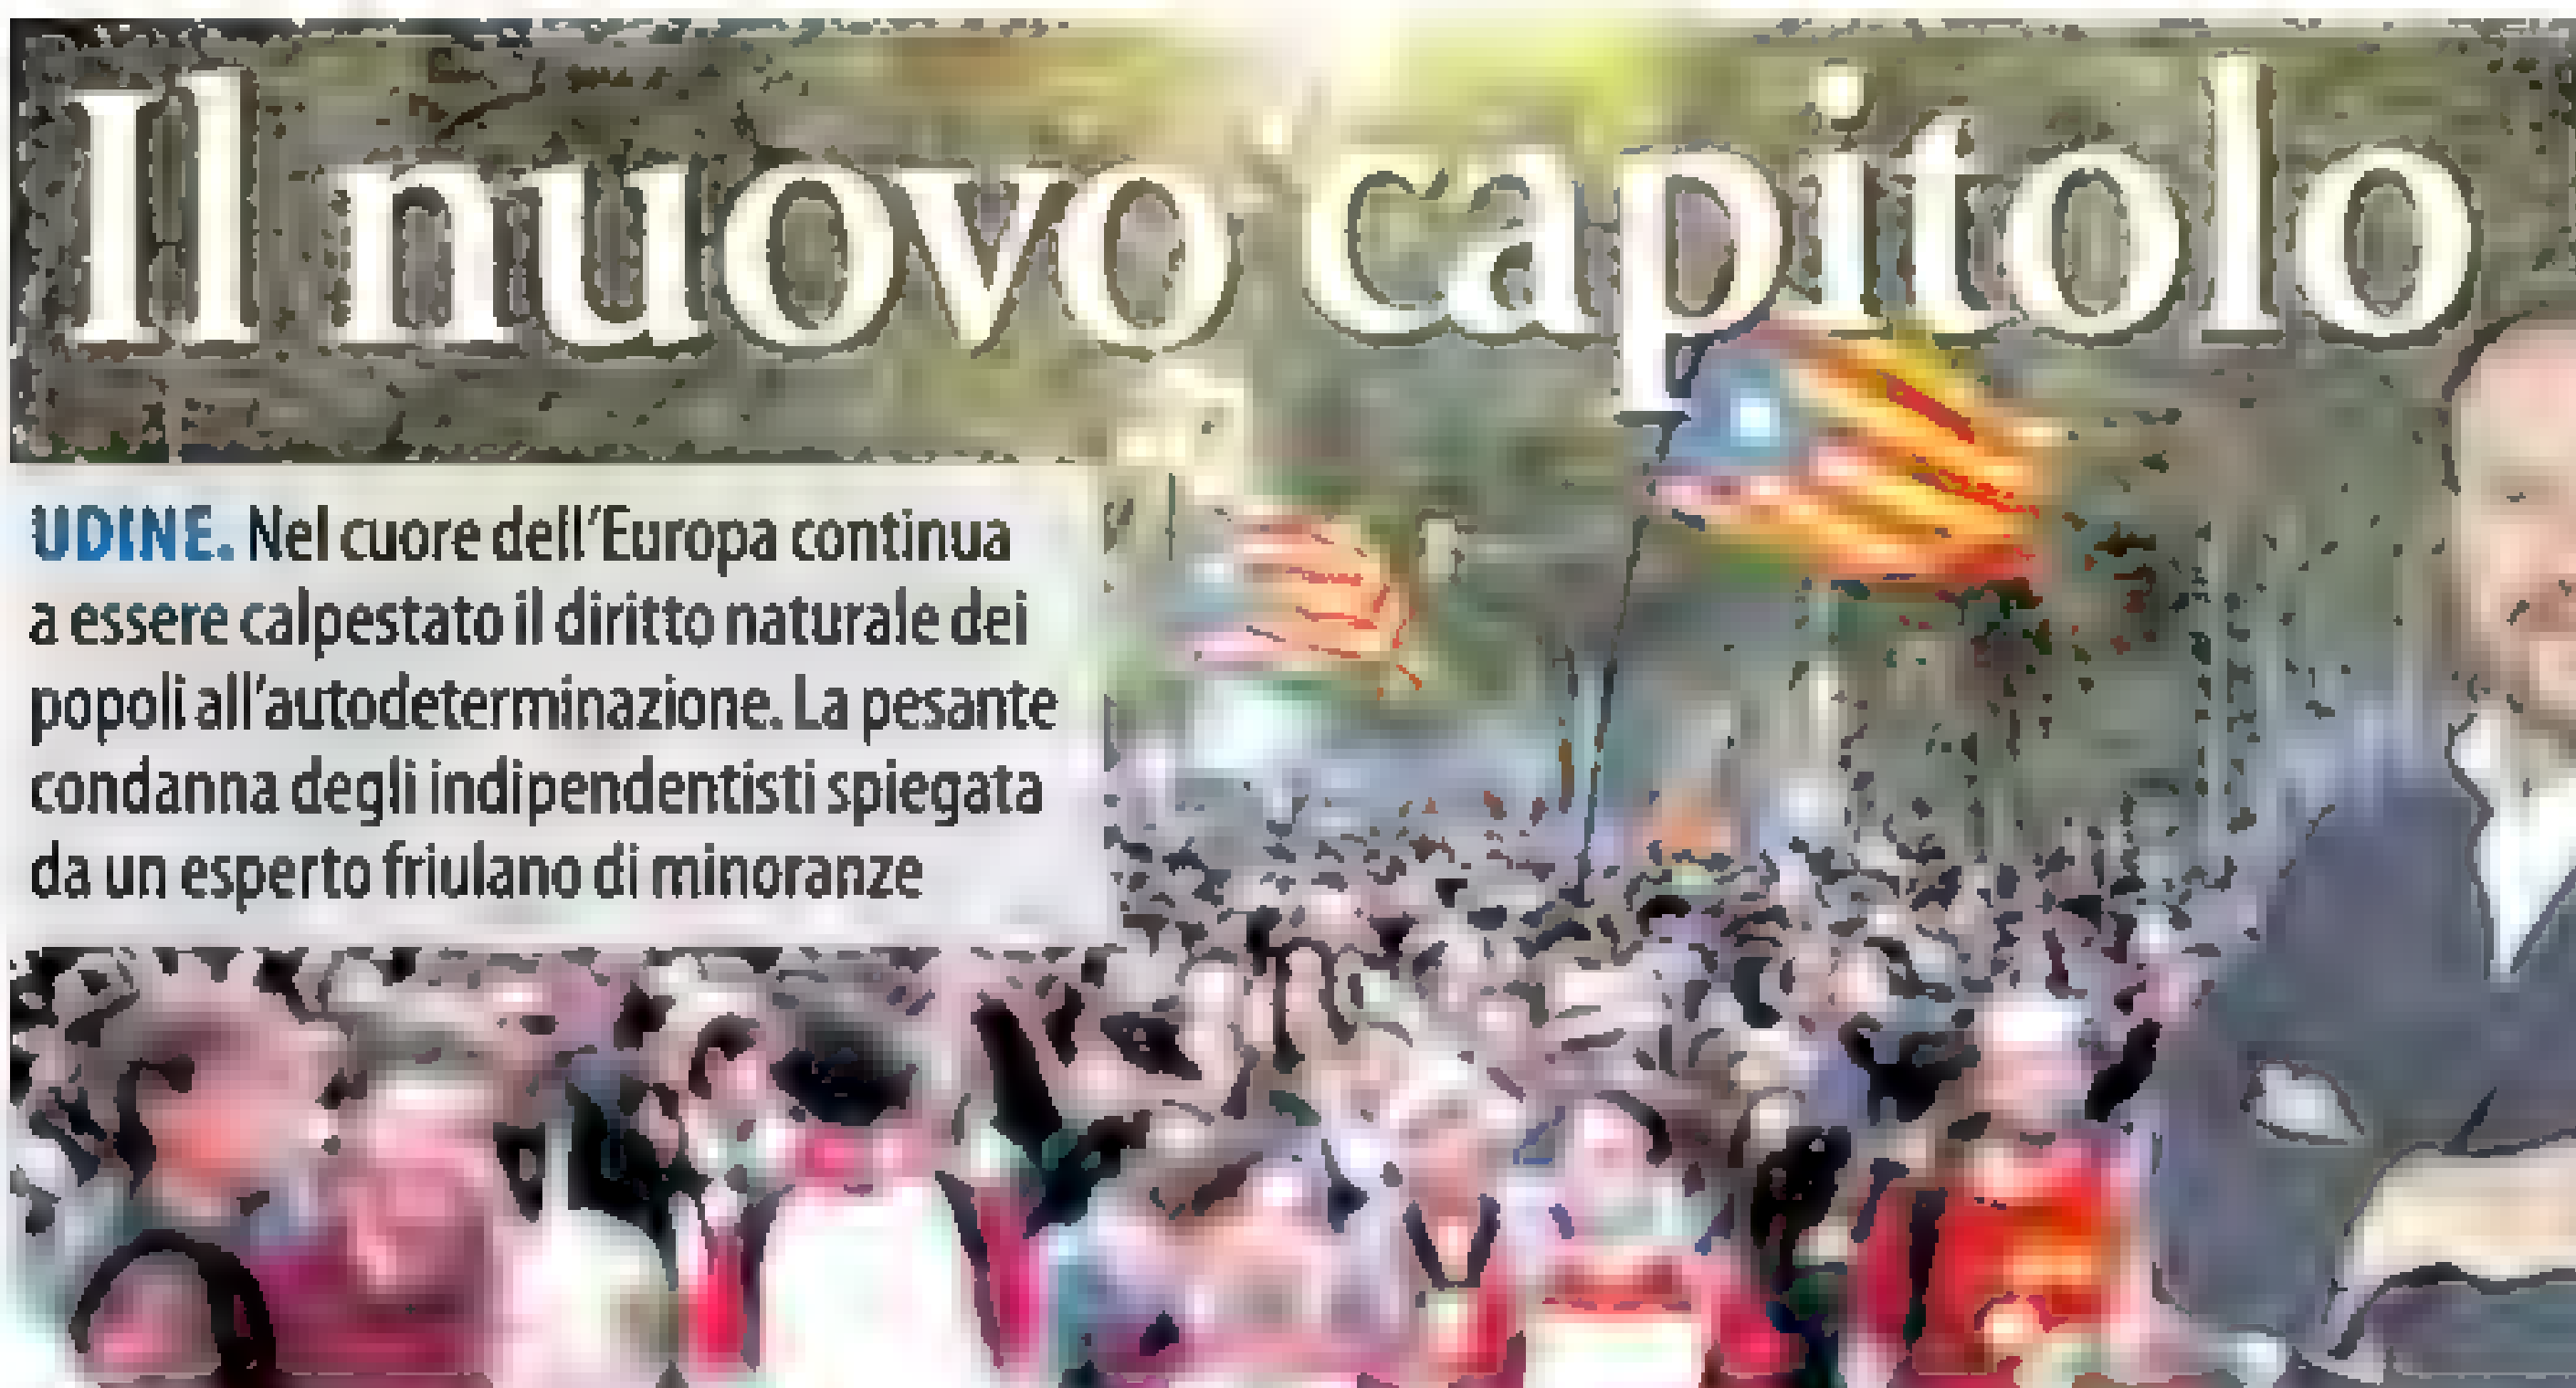 Il nuovo capitolo
UDINE. Nel cuore dell'Europa continua
a essere calpestato il diritto naturale dei
popoli all'autodeterminazione. La pesante
condanna degli indipendentisti spiegata
da un esperto friulano di minoranze